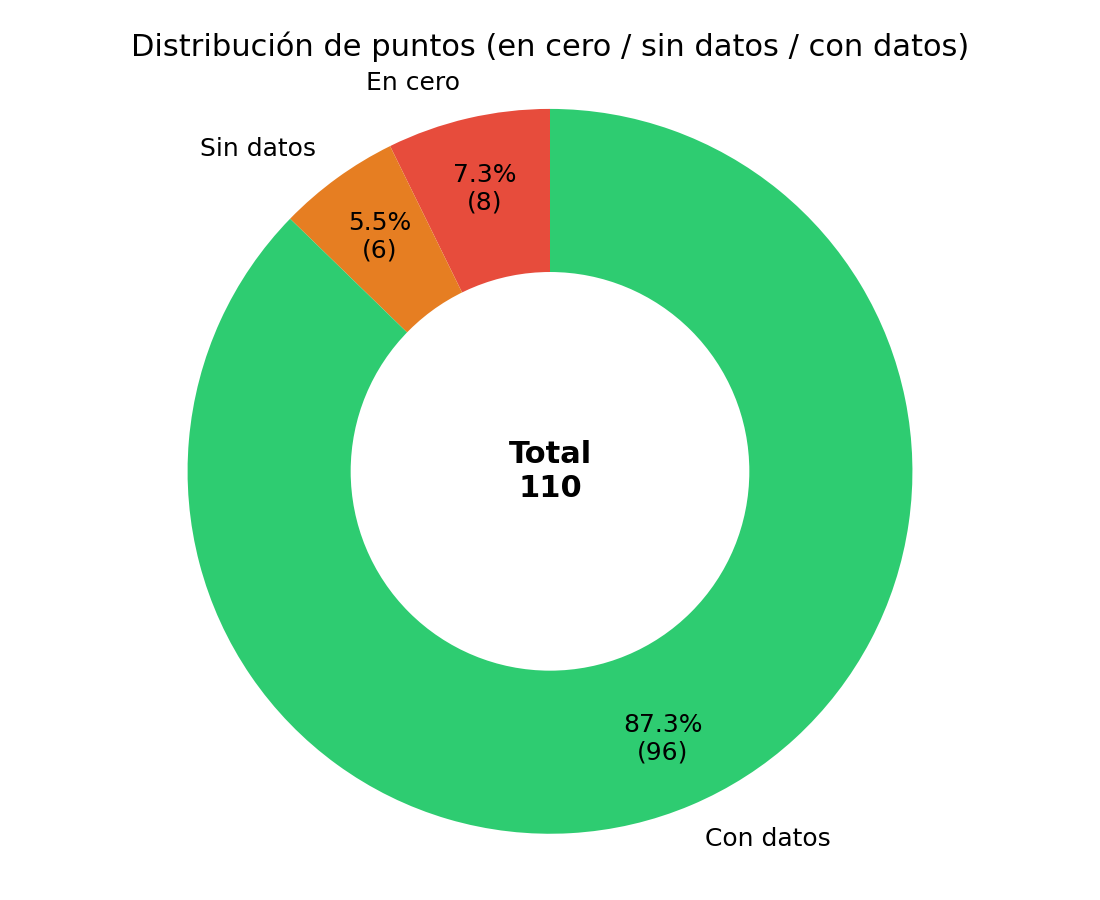 Distribución de puntos (en cero / sin datos / con datos)
En cero
Sin datos
7.3%
(8)
5.5%
(6)
Total
110
87.3%
(96)
Con datos